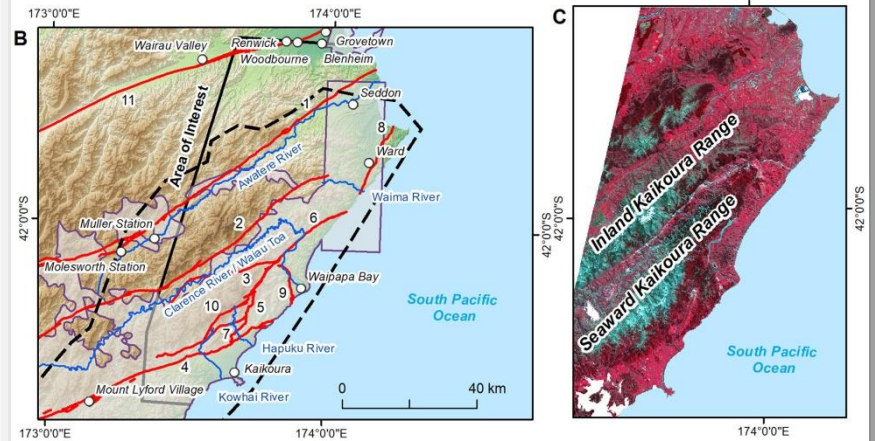 173°0'0"E
174°0'0"E
B
C
Wairau Valley
Renwick
Grovetown
Woodbourne
Blenheim
11
Area of Interest
1
Seddon
8
Ward
Awatere River
Waima River
Muller Station
2
6
42°0'0"S
Molesworth Station
Clarence River / Waiau Toa
3
Waipapa Bay
9
10
5
7
South Pacific
Ocean
Hapuku River
4
Kaikoura
Mount Lyford Village
Kowhai River
0
40 km
173°0'0"E
174°0'0"E
Inland Kaikoura Range
Seaward Kaikoura Range
42°0'0"S
42°0'0"S
South Pacific
Ocean
174°0'0"E